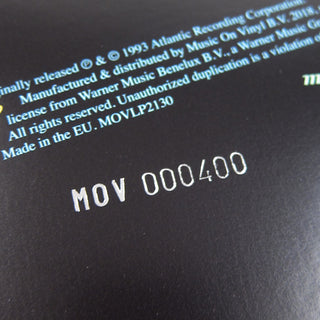 inally released ℗ & © 1993 Atlantic Recording Corporation.
Manufactured & distributed by Music On Vinyl B.V. 2018,
license from Warner Music Benelux B.V., a Warner Music G
All rights reserved. Unauthorized duplication is a violation
Made in the EU. MOVLP2130
MOV 000400